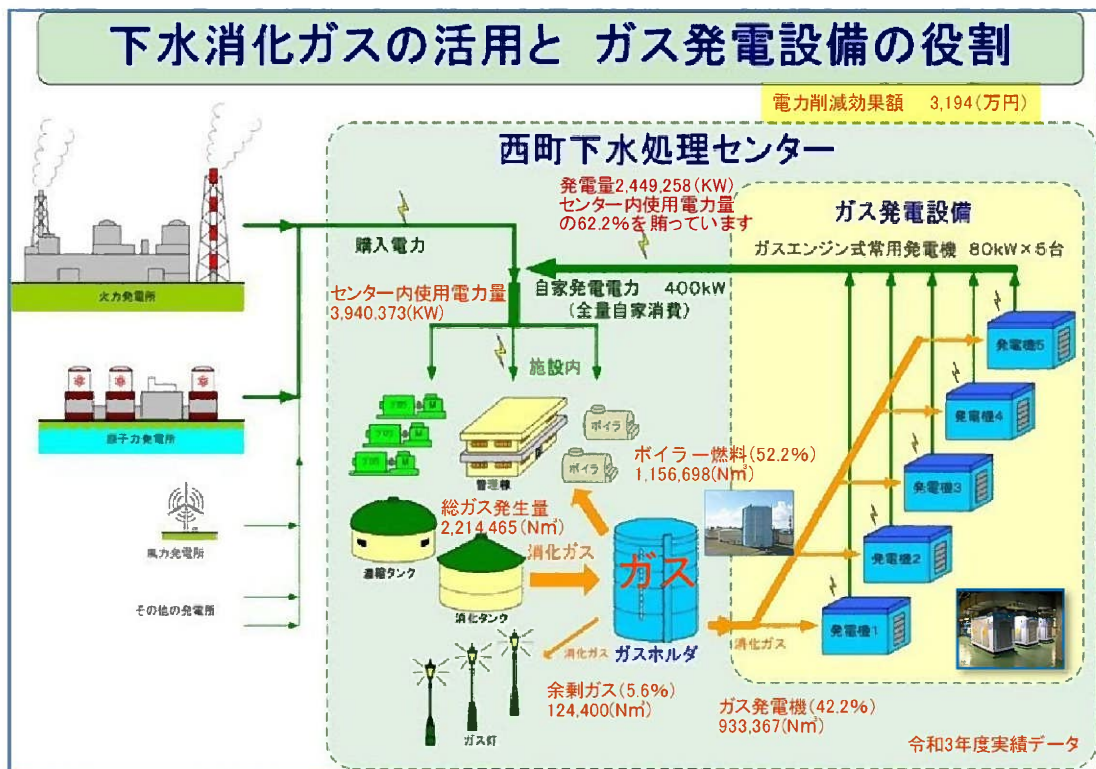 下水消化ガスの活用と ガス発電設備の役割
電力削減効果額 3,194(万円)
西町下水処理センター
発電量2,449,258(KW)
センター内使用電力量
の62.2%を賄っています
ガス発電設備
ガスエンジン式常用発電機 80kW×5台
購入電力
自家発電電力 400kW
(全量自家消費)
センター内使用電力量
3,940,373(KW)
火力発電所
施設内
発電機5
発電機4
発電機3
発電機2
発電機1
原子力発電所
ボイラ
ボイラ
管理棟
ボイラー燃料(52.2%)
1,156,698(N㎥)
総ガス発生量
2,214,465(N㎥)
消化ガス
ガス
風力発電所
濃縮タンク
消化タンク
その他の発電所
消化ガス
ガスホルダ
消化ガス
余剰ガス(5.6%)
124,400(N㎥)
ガス発電機(42.2%)
933,367(N㎥)
ガス灯
令和3年度実績データ